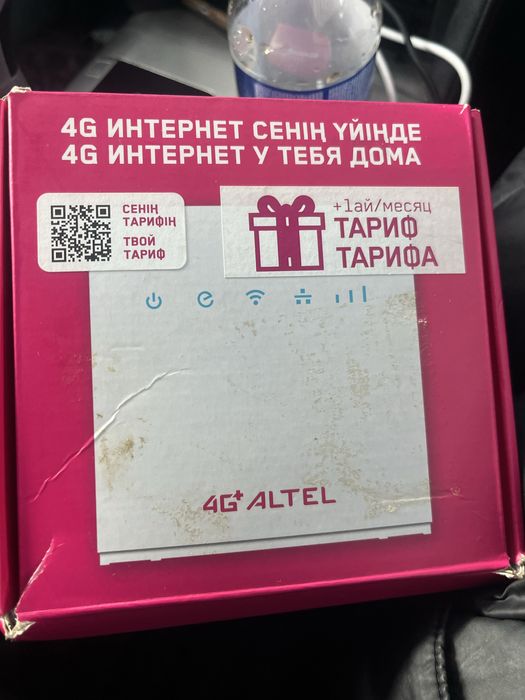 4G ИНТЕРНЕТ СЕНІҢ ҮЙІҢДЕ
4G ИНТЕРНЕТ У ТЕБЯ ДОМА
СЕНІҢ
ТАРИФІҢ
ТВОЙ
ТАРИФ
+1ай/месяц
ТАРИФ
ТАРИФА
4G+ ALTEL